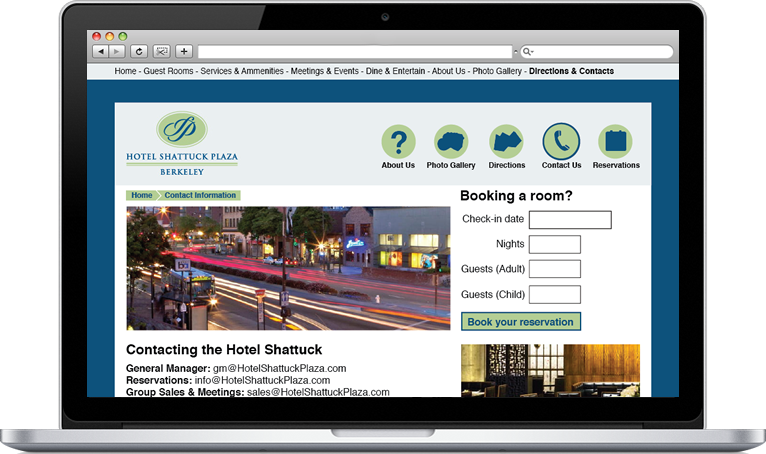 Home - Guest Rooms - Services & Ammenities - Meetings & Events - Dine & Entertain - About Us - Photo Gallery - Directions & Contacts
HOTEL SHATTUCK PLAZA
BERKELEY
About Us
Photo Gallery
Directions
Contact Us
Reservations
Home
Contact Information
Booking a room?
Check-in date
Nights
Guests (Adult)
Guests (Child)
Book your reservation
Contacting the Hotel Shattuck
General Manager: gm@HotelShattuckPlaza.com
Reservations: info@HotelShattuckPlaza.com
Group Sales & Meetings: sales@HotelShattuckPlaza.com